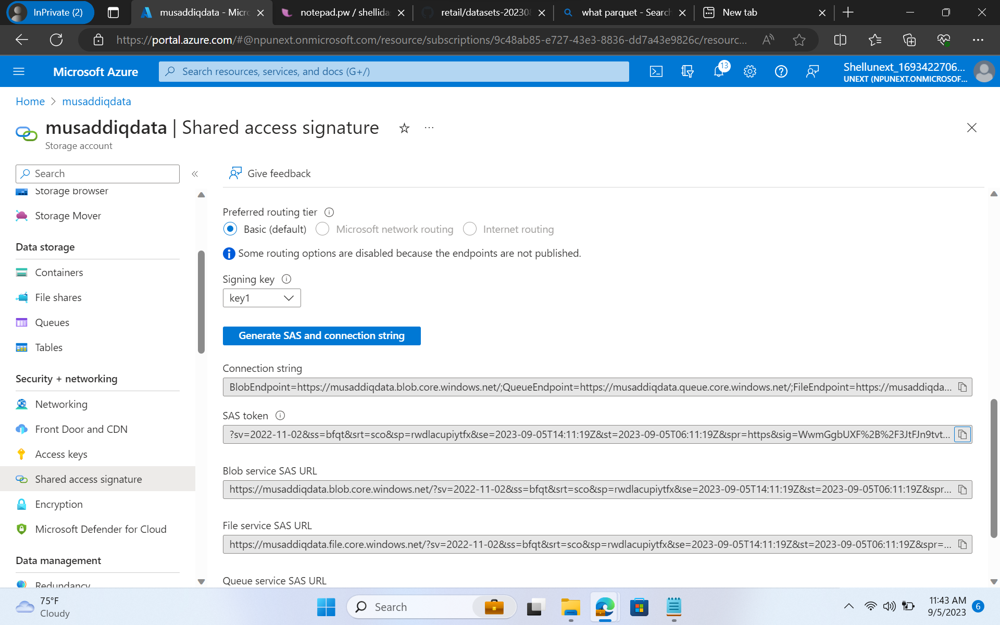 InPrivate (2)
musaddiqdata - Micro
notepad.pw / shellida
retail/datasets-202308
what parquet - Search
New tab
https://portal.azure.com/#@npunext.onmicrosoft.com/resource/subscriptions/9c48ab85-e727-43e3-8836-dd7a43e9826c/resourc...
Microsoft Azure
Search resources, services, and docs (G+/)
13
Shellunext_1693422706...
UNEXT (NPUNEXT.ONMICROSOF...
Home > musaddiqdata
musaddiqdata | Shared access signature
Storage account
Search
Storage browser
Storage Mover
Data storage
Containers
File shares
Queues
Tables
Security + networking
Networking
Front Door and CDN
Access keys
Shared access signature
Encryption
Microsoft Defender for Cloud
Data management
Redundancy
Give feedback
Preferred routing tier
Basic (default)
Microsoft network routing
Internet routing
Some routing options are disabled because the endpoints are not published.
Signing key
key1
Generate SAS and connection string
Connection string
BlobEndpoint=https://musaddiqdata.blob.core.windows.net/;QueueEndpoint=https://musaddiqdata.queue.core.windows.net/;FileEndpoint=https://musaddiqda...
SAS token
?sv=2022-11-02&ss=bfqt&srt=sco&sp=rwdlacupiytfx&se=2023-09-05T14:11:19Z&st=2023-09-05T06:11:19Z&spr=https&sig=WwmGgbUXF%2B%2F3JtFJn9tvt...
Blob service SAS URL
https://musaddiqdata.blob.core.windows.net/?sv=2022-11-02&ss=bfqt&srt=sco&sp=rwdlacupiytfx&se=2023-09-05T14:11:19Z&st=2023-09-05T06:11:19Z&spr...
File service SAS URL
https://musaddiqdata.file.core.windows.net/?sv=2022-11-02&ss=bfqt&srt=sco&sp=rwdlacupiytfx&se=2023-09-05T14:11:19Z&st=2023-09-05T06:11:19Z&spr=...
Queue service SAS URL
75°F
Cloudy
Search
11:43 AM
9/5/2023
6